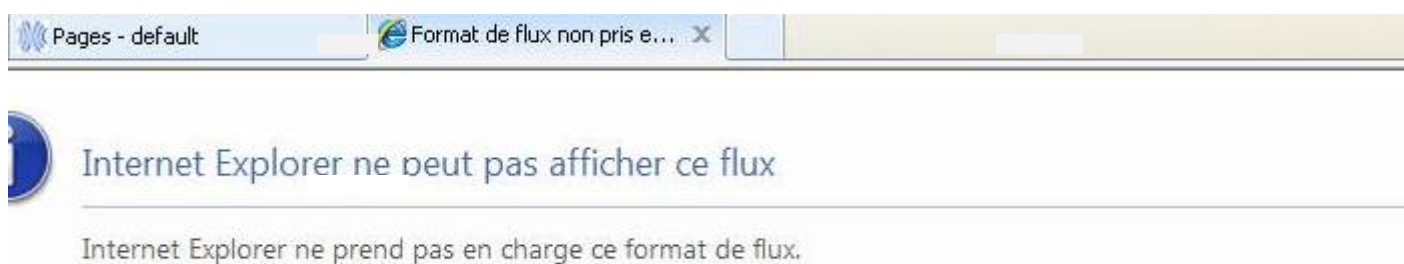 Pages - default
Format de flux non pris e...
Internet Explorer ne peut pas afficher ce flux
Internet Explorer ne prend pas en charge ce format de flux.